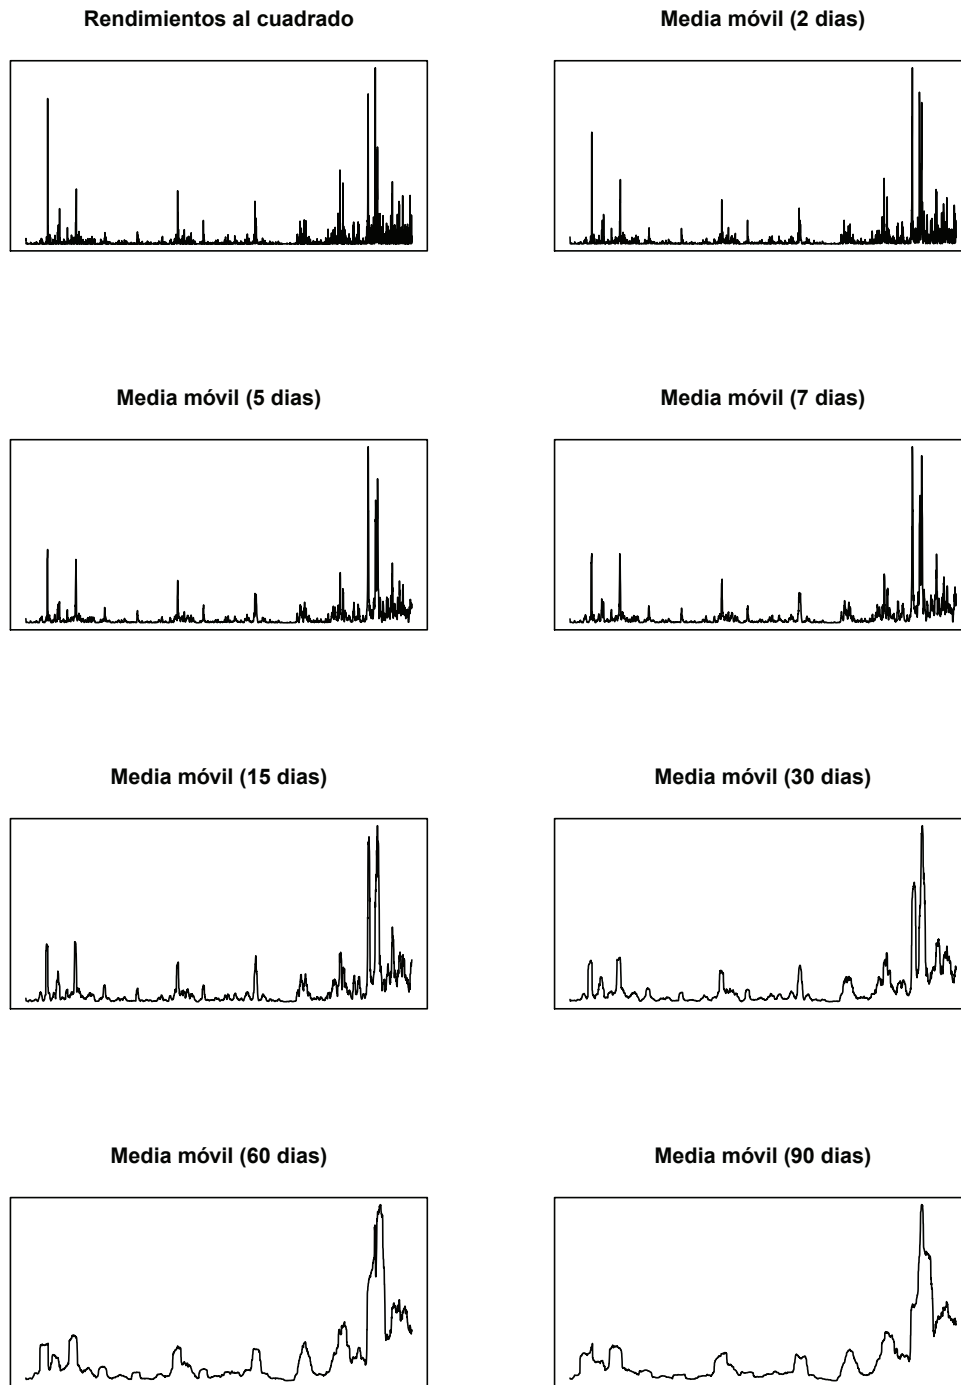 Rendimientos al cuadrado
Media móvil (2 dias)
Media móvil (5 dias)
Media móvil (7 dias)
Media móvil (15 dias)
Media móvil (30 dias)
Media móvil (60 dias)
Media móvil (90 dias)